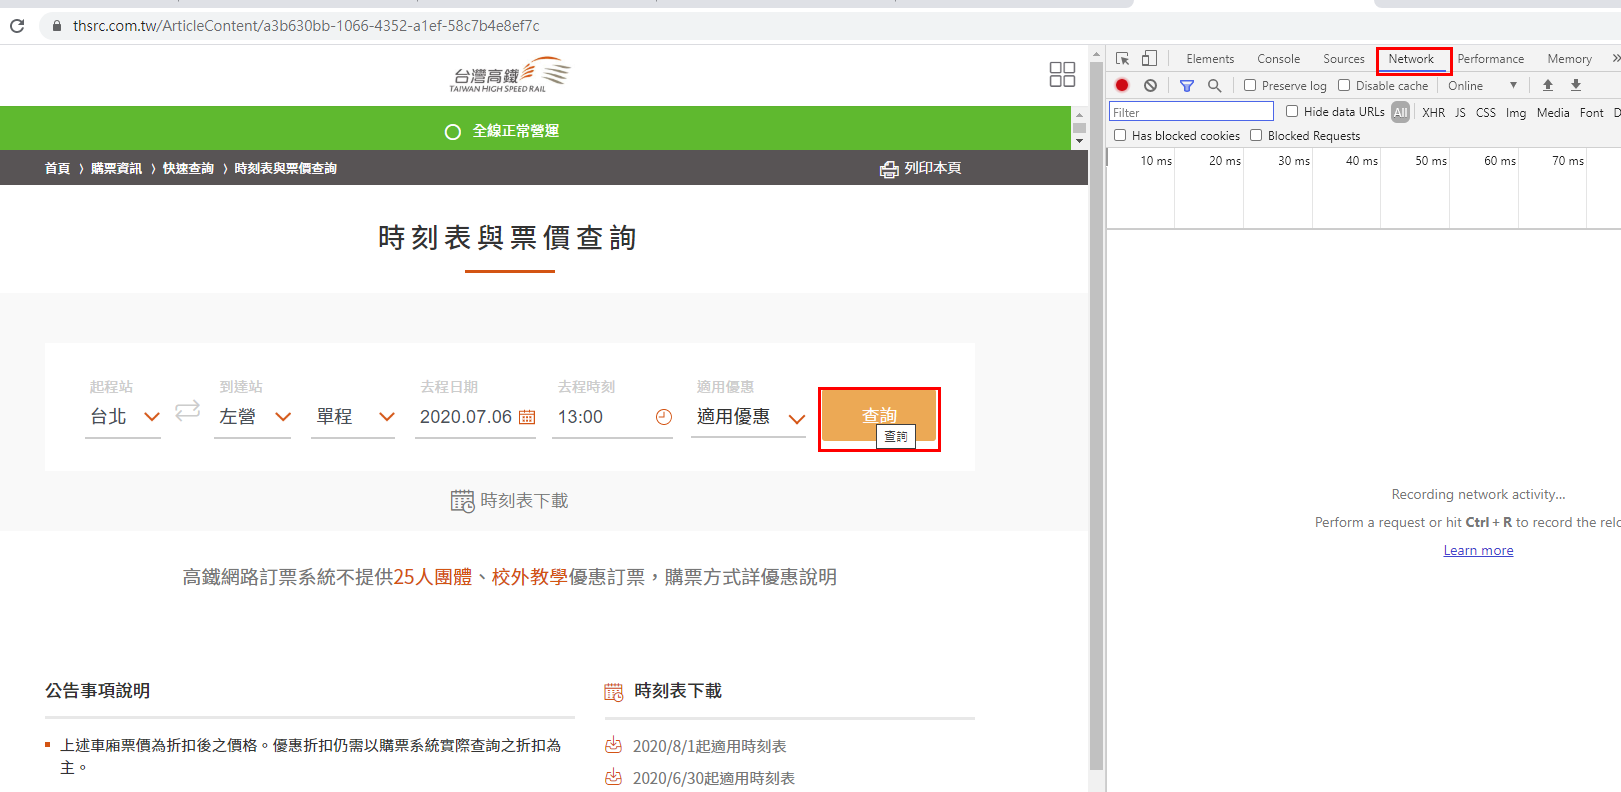 thsrc.com.tw/ArticleContent/a3b630bb-1066-4352-a1ef-58c7b4e8ef7c
台灣高鐵
TAIWAN HIGH SPEED RAIL
全線正常營運
首頁 〉 購票資訊 〉 快速查詢 〉 時刻表與票價查詢
列印本頁
時刻表與票價查詢
起程站 到達站 去程日期 去程時刻 適用優惠
台北 左營 單程 2020.07.06 13:00 適用優惠 查詢
查詢
時刻表下載
高鐵網路訂票系統不提供25人團體、校外教學優惠訂票，購票方式詳優惠說明
公告事項說明
上述車廂票價為折扣後之價格。優惠折扣仍需以購票系統實際查詢之折扣為
主。
時刻表下載
2020/8/1起適用時刻表
2020/6/30起適用時刻表
Elements Console Sources Network Performance Memory »
Preserve log Disable cache Online ▼
Filter Hide data URLs All XHR JS CSS Img Media Font D
Has blocked cookies Blocked Requests
10 ms 20 ms 30 ms 40 ms 50 ms 60 ms 70 ms
Recording network activity…
Perform a request or hit Ctrl + R to record the relo
Learn more